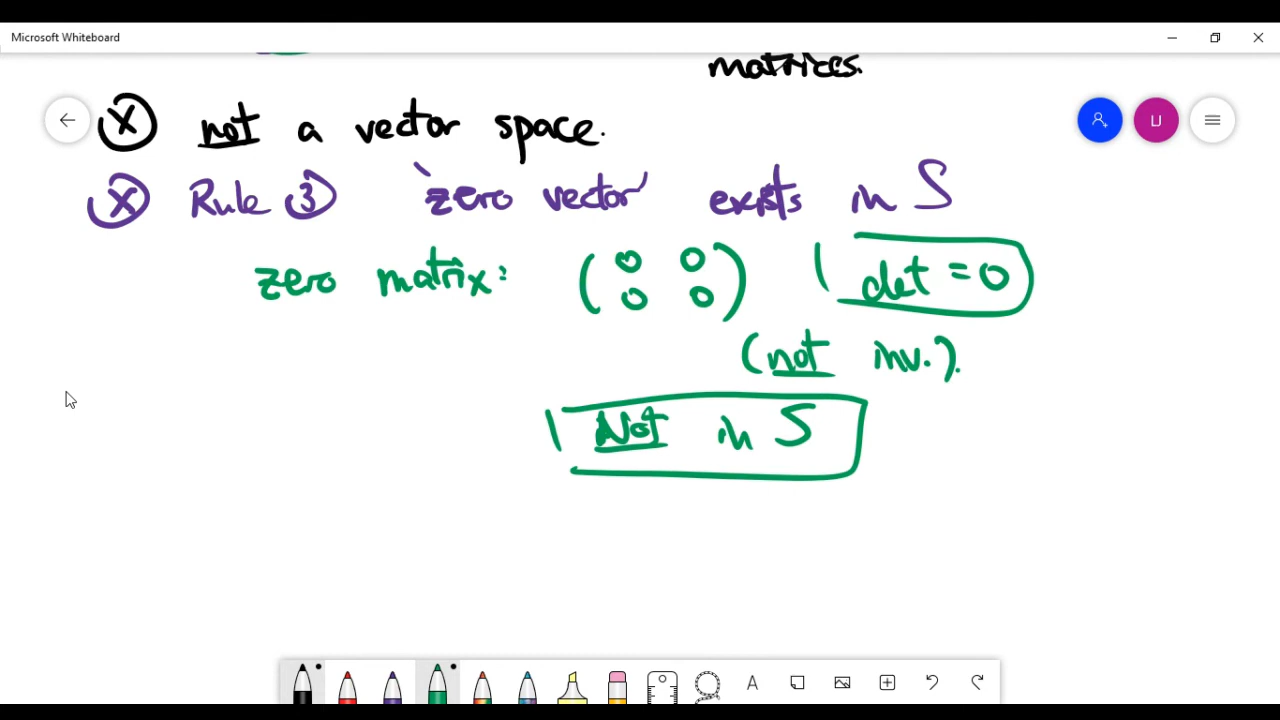 Microsoft Whiteboard
matrices.
Ⓧ not a vector space.
Ⓧ Rule ③ 'zero vector' exists in S
zero matrix: (0 0 0 0) det = 0
(not inv.).
Not in S
IJ
A